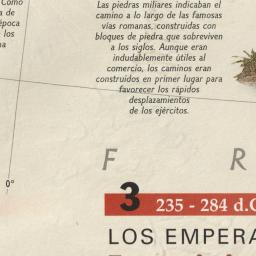 Como
a de
época
los
na
Las piedras miliares indicaban el
camino a lo largo de las famosas
vías romanas, construidas con
bloques de piedra que sobreviven
a los siglos. Aunque eran
indudablemente útiles al
comercio, los caminos eran
construidos en primer lugar para
favorecer los rápidos
desplazamientos
de los ejércitos.
F R
0°
3 235 - 284 d.C
LOS EMPERA